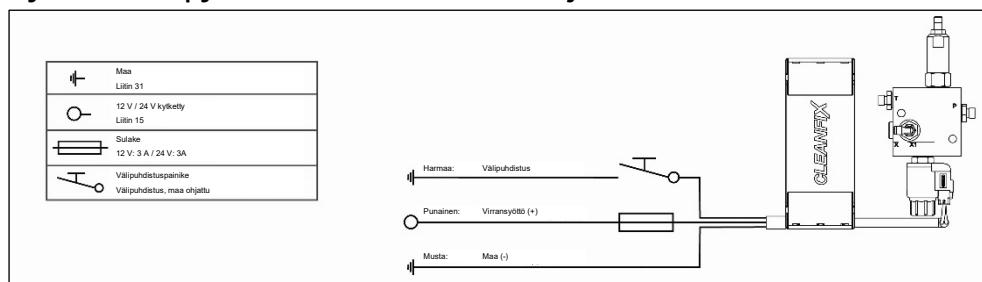 Maa
Liitin 31
12 V / 24 V kytketty
Liitin 15
Sulake
12 V: 3 A / 24 V: 3A
Välipuhdistuspainike
Välipuhdistus, maa ohjattu
Harmaa: Välipuhdistus
Punainen: Virransyöttö (+)
Musta: Maa (-)
CLEANFIX
T
P
X X1